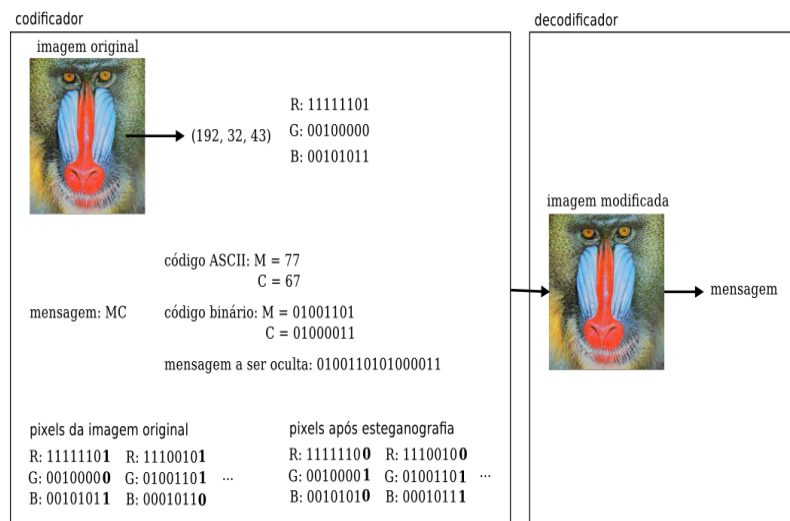 codificador
imagem original
(192, 32, 43)
R: 11111101
G: 00100000
B: 00101011
código ASCII: M = 77
C = 67
mensagem: MC
código binário: M = 01001101
C = 01000011
mensagem a ser oculta: 0100110101000011
pixels da imagem original
R: 11111101 R: 11100101
G: 00100000 G: 01001101 ...
B: 00101011 B: 00010110
pixels após esteganografia
R: 11111100 R: 11100100
G: 00100001 G: 01001101 ...
B: 00101010 B: 00010111
decodificador
imagem modificada
mensagem